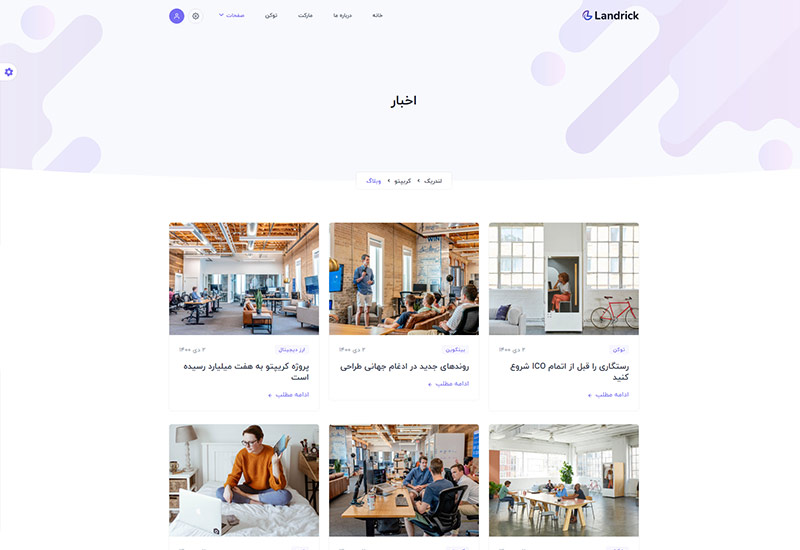 Landrick
خانه
درباره ما
مارکت
توکن
صفحات
اخبار
لندریک › کریپتو › وبلاگ
توکن
۲ دی ۱۴۰۰
رستگاری را قبل از اتمام ICO شروع
کنید
ادامه مطلب
بیتکوین
۲ دی ۱۴۰۰
روندهای جدید در ادغام جهانی طراحی
ادامه مطلب
ارز دیجیتال
۲ دی ۱۴۰۰
پروژه کریپتو به هفت میلیارد رسیده
است
ادامه مطلب